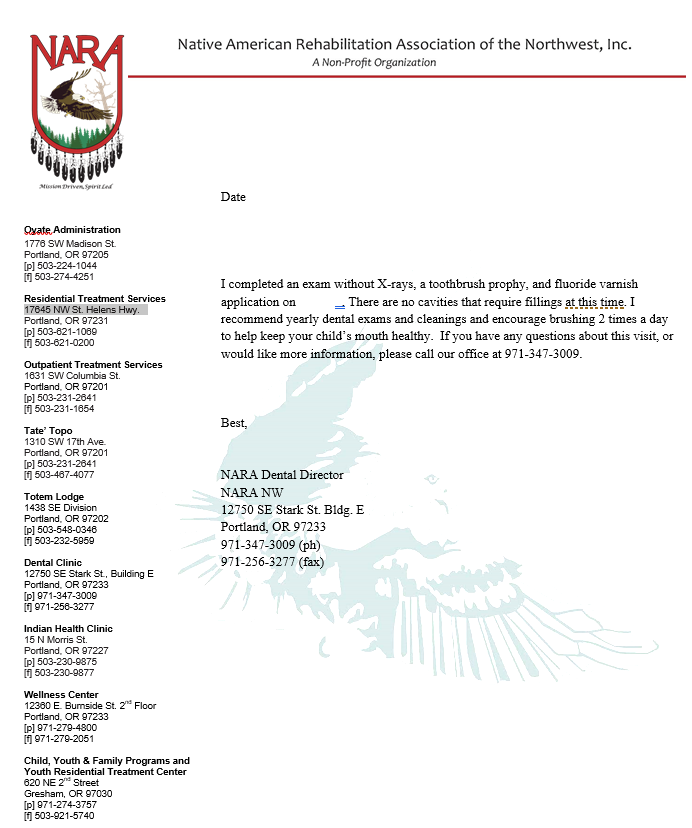 NARA
Mission Driven, Spirit Led
Native American Rehabilitation Association of the Northwest, Inc.
A Non-Profit Organization
Oyate Administration
1776 SW Madison St.
Portland, OR 97205
[p] 503-224-1044
[f] 503-274-4251
Residential Treatment Services
17645 NW St. Helens Hwy.
Portland, OR 97231
[p] 503-621-1069
[f] 503-621-0200
Outpatient Treatment Services
1631 SW Columbia St.
Portland, OR 97201
[p] 503-231-2641
[f] 503-231-1654
Tate’ Topo
1310 SW 17th Ave.
Portland, OR 97201
[p] 503-231-2641
[f] 503-467-4077
Totem Lodge
1438 SE Division
Portland, OR 97202
[p] 503-548-0346
[f] 503-232-5959
Dental Clinic
12750 SE Stark St., Building E
Portland, OR 97233
[p] 971-347-3009
[f] 971-256-3277
Indian Health Clinic
15 N Morris St.
Portland, OR 97227
[p] 503-230-9875
[f] 503-230-9877
Wellness Center
12360 E. Burnside St. 2nd Floor
Portland, OR 97233
[p] 971-279-4800
[f] 971-279-2051
Child, Youth & Family Programs and
Youth Residential Treatment Center
620 NE 2nd Street
Gresham, OR 97030
[p] 971-274-3757
[f] 503-921-5740
Date
I completed an exam without X-rays, a toothbrush prophy, and fluoride varnish
application on . There are no cavities that require fillings at this time. I
recommend yearly dental exams and cleanings and encourage brushing 2 times a day
to help keep your child’s mouth healthy. If you have any questions about this visit, or
would like more information, please call our office at 971-347-3009.
Best,
NARA Dental Director
NARA NW
12750 SE Stark St. Bldg. E
Portland, OR 97233
971-347-3009 (ph)
971-256-3277 (fax)